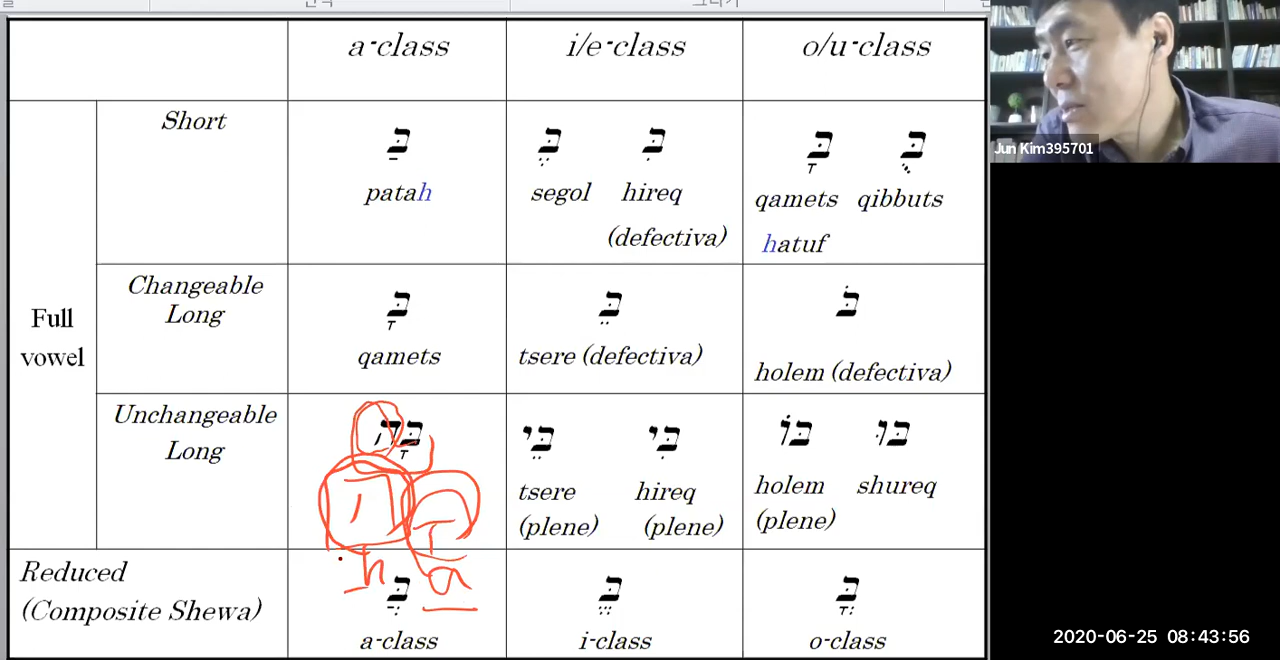 a-class i/e-class o/u-class
Full vowel
Short
בַּ
patah
בֶּ בִּ
segol hireq
(defectiva)
בָּ בֻּ
qamets qibbuts
hatuf
Changeable
Long
בָּ
qamets
בֵּ
tsere (defectiva)
בֹּ
holem (defectiva)
Unchangeable
Long
בָּה
ה
h a
בֵּי בִּי
tsere hireq
(plene) (plene)
בּוֹ בּוּ
holem shureq
(plene)
Reduced
(Composite Shewa)
בֲּ
a-class
בֱּ
i-class
בֳּ
o-class
Jun Kim395701
2020-06-25 08:43:56